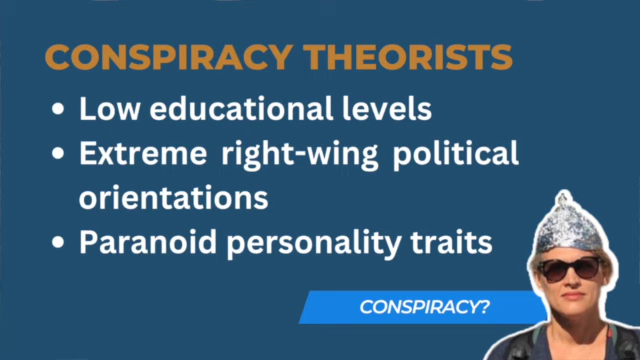 CONSPIRACY THEORISTS
• Low educational levels
• Extreme right-wing political
orientations
• Paranoid personality traits
CONSPIRACY?